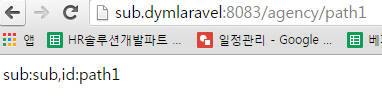 sub.dymlaravel:8083/agency/path1
앱 HR솔루션개발파트 일정관리 - Google ... 베
sub:sub,id:path1